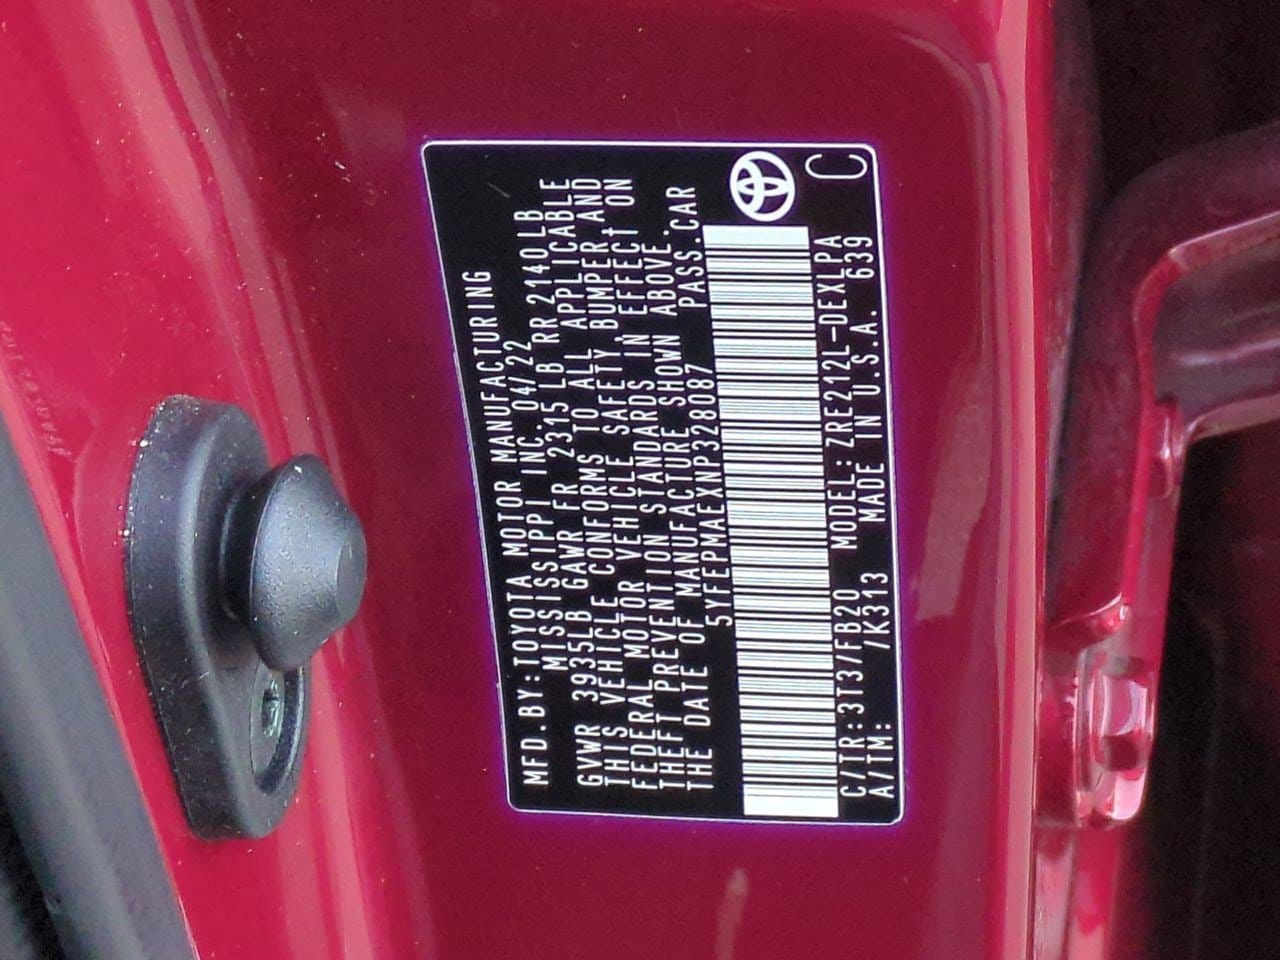 MFD.BY:TOYOTA MOTOR MANUFACTURING
MISSISSIPPI INC. 04/22
GVWR 3935LB GAWR FR 2315 LB RR 2140 LB
THIS VEHICLE CONFORMS TO ALL APPLICABLE
FEDERAL MOTOR VEHICLE SAFETY, BUMPER AND
THEFT PREVENTION STANDARDS IN EFFECT ON
THE DATE OF MANUFACTURE SHOWN ABOVE.
5YFEPMAEXNP328087 PASS.CAR
C/TR:3T3/FB20 MODEL:ZRE212L-DEXLPA
A/TM: /K313 MADE IN U.S.A. 639
C